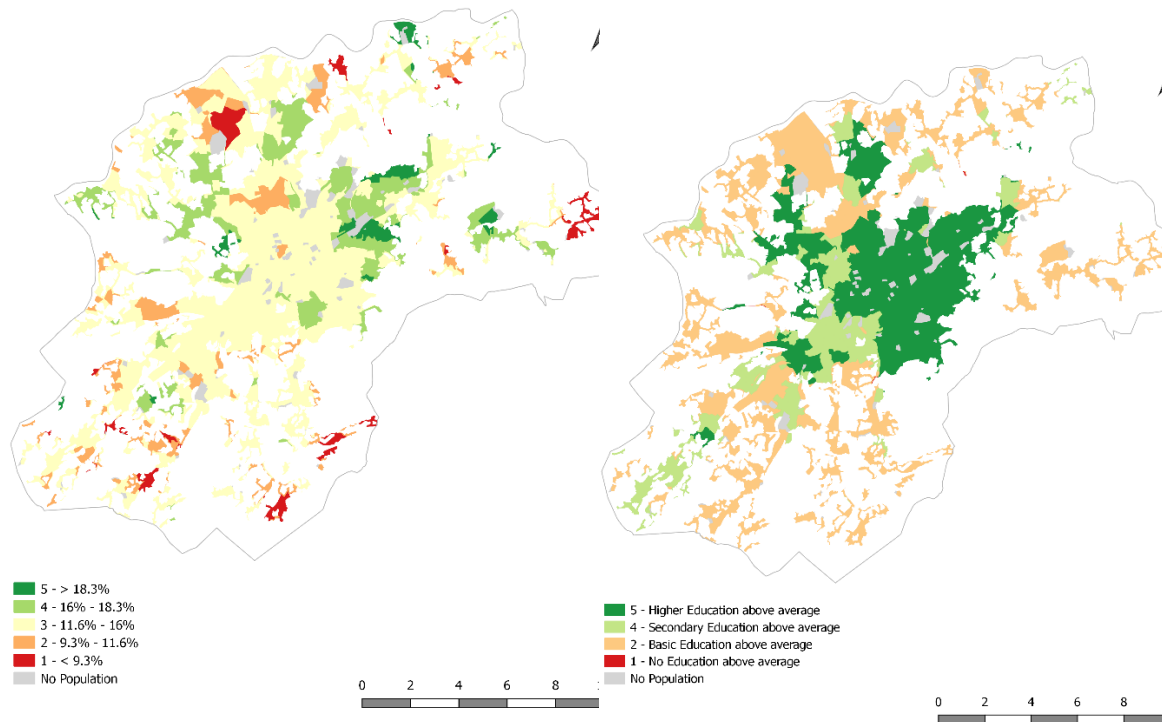 5 - > 18.3%
4 - 16% - 18.3%
3 - 11.6% - 16%
2 - 9.3% - 11.6%
1 - < 9.3%
No Population
0 2 4 6 8
5 - Higher Education above average
4 - Secondary Education above average
2 - Basic Education above average
1 - No Education above average
No Population
0 2 4 6 8